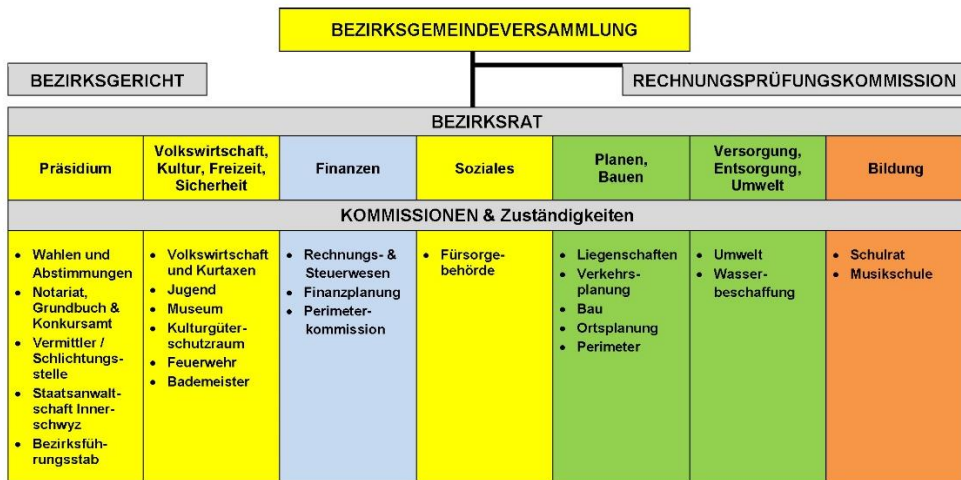 BEZIRKSGEMEINDEVERSAMMLUNG
BEZIRKSGERICHT
RECHNUNGSPRÜFUNGSKOMMISSION
BEZIRKSRAT
Präsidium
Volkswirtschaft,
Kultur, Freizeit,
Sicherheit
Finanzen
Soziales
Planen,
Bauen
Versorgung,
Entsorgung,
Umwelt
Bildung
KOMMISSIONEN & Zuständigkeiten
• Wahlen und
Abstimmungen
• Notariat,
Grundbuch &
Konkursamt
• Vermittler /
Schlichtungs-
stelle
• Staatsanwalt-
schaft Inner-
schwyz
• Bezirksfüh-
rungsstab
• Volkswirtschaft
und Kurtaxen
• Jugend
• Museum
• Kulturgüter-
schutzraum
• Feuerwehr
• Bademeister
• Rechnungs- &
Steuerwesen
• Finanzplanung
• Perimeter-
kommission
• Fürsorge-
behörde
• Liegenschaften
• Verkehrs-
planung
• Bau
• Ortsplanung
• Perimeter
• Umwelt
• Wasser-
beschaffung
• Schulrat
• Musikschule